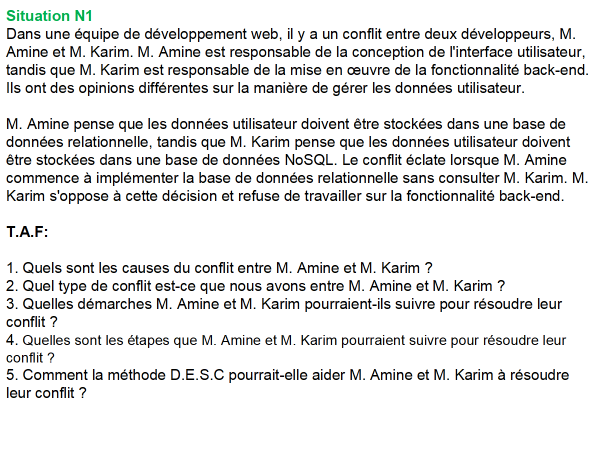 Situation N1
Dans une équipe de développement web, il y a un conflit entre deux développeurs, M.
Amine et M. Karim. M. Amine est responsable de la conception de l'interface utilisateur,
tandis que M. Karim est responsable de la mise en œuvre de la fonctionnalité back-end.
Ils ont des opinions différentes sur la manière de gérer les données utilisateur.
M. Amine pense que les données utilisateur doivent être stockées dans une base de
données relationnelle, tandis que M. Karim pense que les données utilisateur doivent
être stockées dans une base de données NoSQL. Le conflit éclate lorsque M. Amine
commence à implémenter la base de données relationnelle sans consulter M. Karim. M.
Karim s'oppose à cette décision et refuse de travailler sur la fonctionnalité back-end.
T.A.F:
1. Quels sont les causes du conflit entre M. Amine et M. Karim ?
2. Quel type de conflit est-ce que nous avons entre M. Amine et M. Karim ?
3. Quelles démarches M. Amine et M. Karim pourraient-ils suivre pour résoudre leur
conflit ?
4. Quelles sont les étapes que M. Amine et M. Karim pourraient suivre pour résoudre leur
conflit ?
5. Comment la méthode D.E.S.C pourrait-elle aider M. Amine et M. Karim à résoudre
leur conflit ?